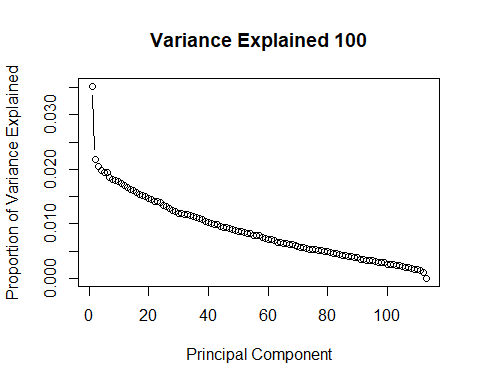 Variance Explained 100
Proportion of Variance Explained
0.030
0.020
0.010
0.000
0 20 40 60 80 100
Principal Component